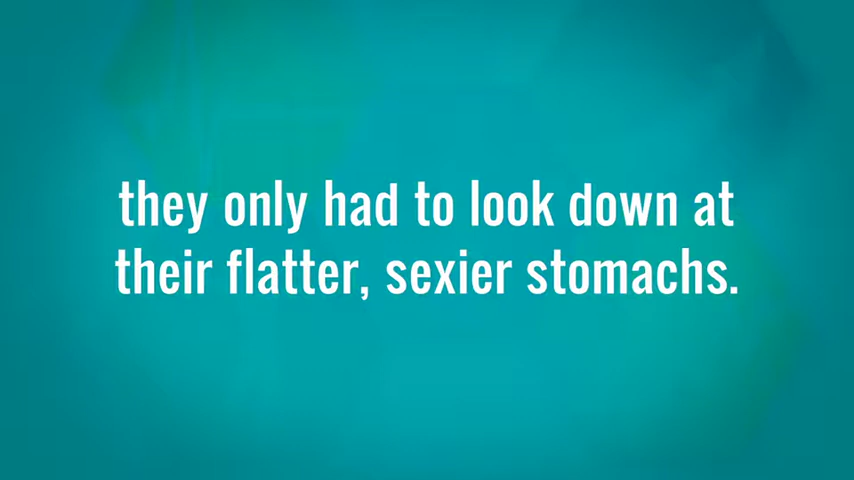 they only had to look down at
their flatter, sexier stomachs.